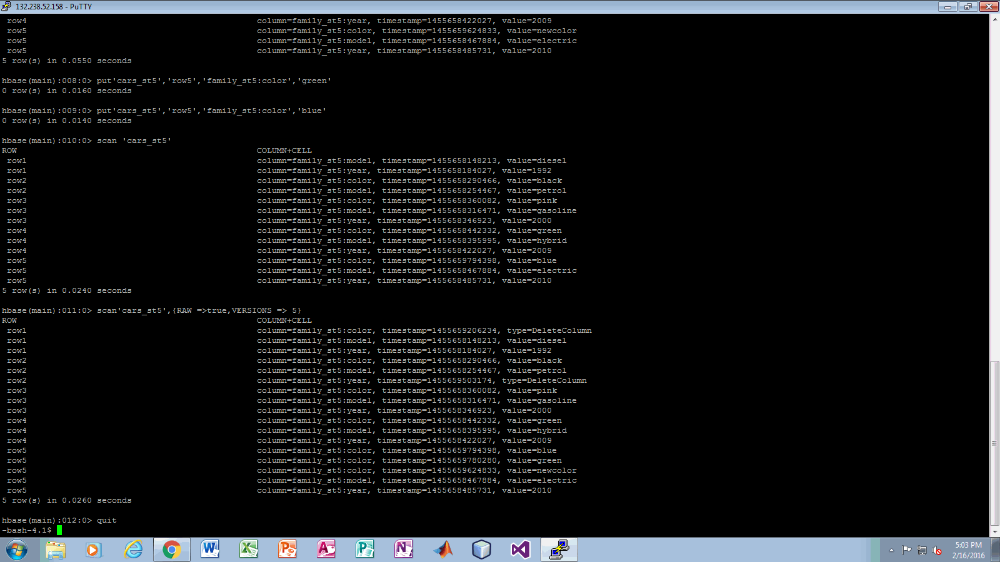 132.238.52.158 - PuTTY
row4 column=family_st5:year, timestamp=1455658422027, value=2009
row5 column=family_st5:color, timestamp=1455659624833, value=newcolor
row5 column=family_st5:model, timestamp=1455658467884, value=electric
row5 column=family_st5:year, timestamp=1455658485731, value=2010
5 row(s) in 0.0550 seconds
hbase(main):008:0> put'cars_st5','row5','family_st5:color','green'
0 row(s) in 0.0160 seconds
hbase(main):009:0> put'cars_st5','row5','family_st5:color','blue'
0 row(s) in 0.0140 seconds
hbase(main):010:0> scan 'cars_st5'
ROW COLUMN+CELL
row1 column=family_st5:model, timestamp=1455658148213, value=diesel
row1 column=family_st5:year, timestamp=1455658184027, value=1992
row2 column=family_st5:color, timestamp=1455658290466, value=black
row2 column=family_st5:model, timestamp=1455658254467, value=petrol
row3 column=family_st5:color, timestamp=1455658360082, value=pink
row3 column=family_st5:model, timestamp=1455658316471, value=gasoline
row3 column=family_st5:year, timestamp=1455658346923, value=2000
row4 column=family_st5:color, timestamp=1455658442332, value=green
row4 column=family_st5:model, timestamp=1455658395995, value=hybrid
row4 column=family_st5:year, timestamp=1455658422027, value=2009
row5 column=family_st5:color, timestamp=1455659794398, value=blue
row5 column=family_st5:model, timestamp=1455658467884, value=electric
row5 column=family_st5:year, timestamp=1455658485731, value=2010
5 row(s) in 0.0240 seconds
hbase(main):011:0> scan'cars_st5',{RAW =>true,VERSIONS => 5}
ROW COLUMN+CELL
row1 column=family_st5:color, timestamp=1455659206234, type=DeleteColumn
row1 column=family_st5:model, timestamp=1455658148213, value=diesel
row1 column=family_st5:year, timestamp=1455658184027, value=1992
row2 column=family_st5:color, timestamp=1455658290466, value=black
row2 column=family_st5:model, timestamp=1455658254467, value=petrol
row2 column=family_st5:year, timestamp=1455659503174, type=DeleteColumn
row3 column=family_st5:color, timestamp=1455658360082, value=pink
row3 column=family_st5:model, timestamp=1455658316471, value=gasoline
row3 column=family_st5:year, timestamp=1455658346923, value=2000
row4 column=family_st5:color, timestamp=1455658442332, value=green
row4 column=family_st5:model, timestamp=1455658395995, value=hybrid
row4 column=family_st5:year, timestamp=1455658422027, value=2009
row5 column=family_st5:color, timestamp=1455659794398, value=blue
row5 column=family_st5:color, timestamp=1455659780280, value=green
row5 column=family_st5:color, timestamp=1455659624833, value=newcolor
row5 column=family_st5:model, timestamp=1455658467884, value=electric
row5 column=family_st5:year, timestamp=1455658485731, value=2010
5 row(s) in 0.0260 seconds
hbase(main):012:0> quit
-bash-4.1$
5:03 PM
2/16/2016